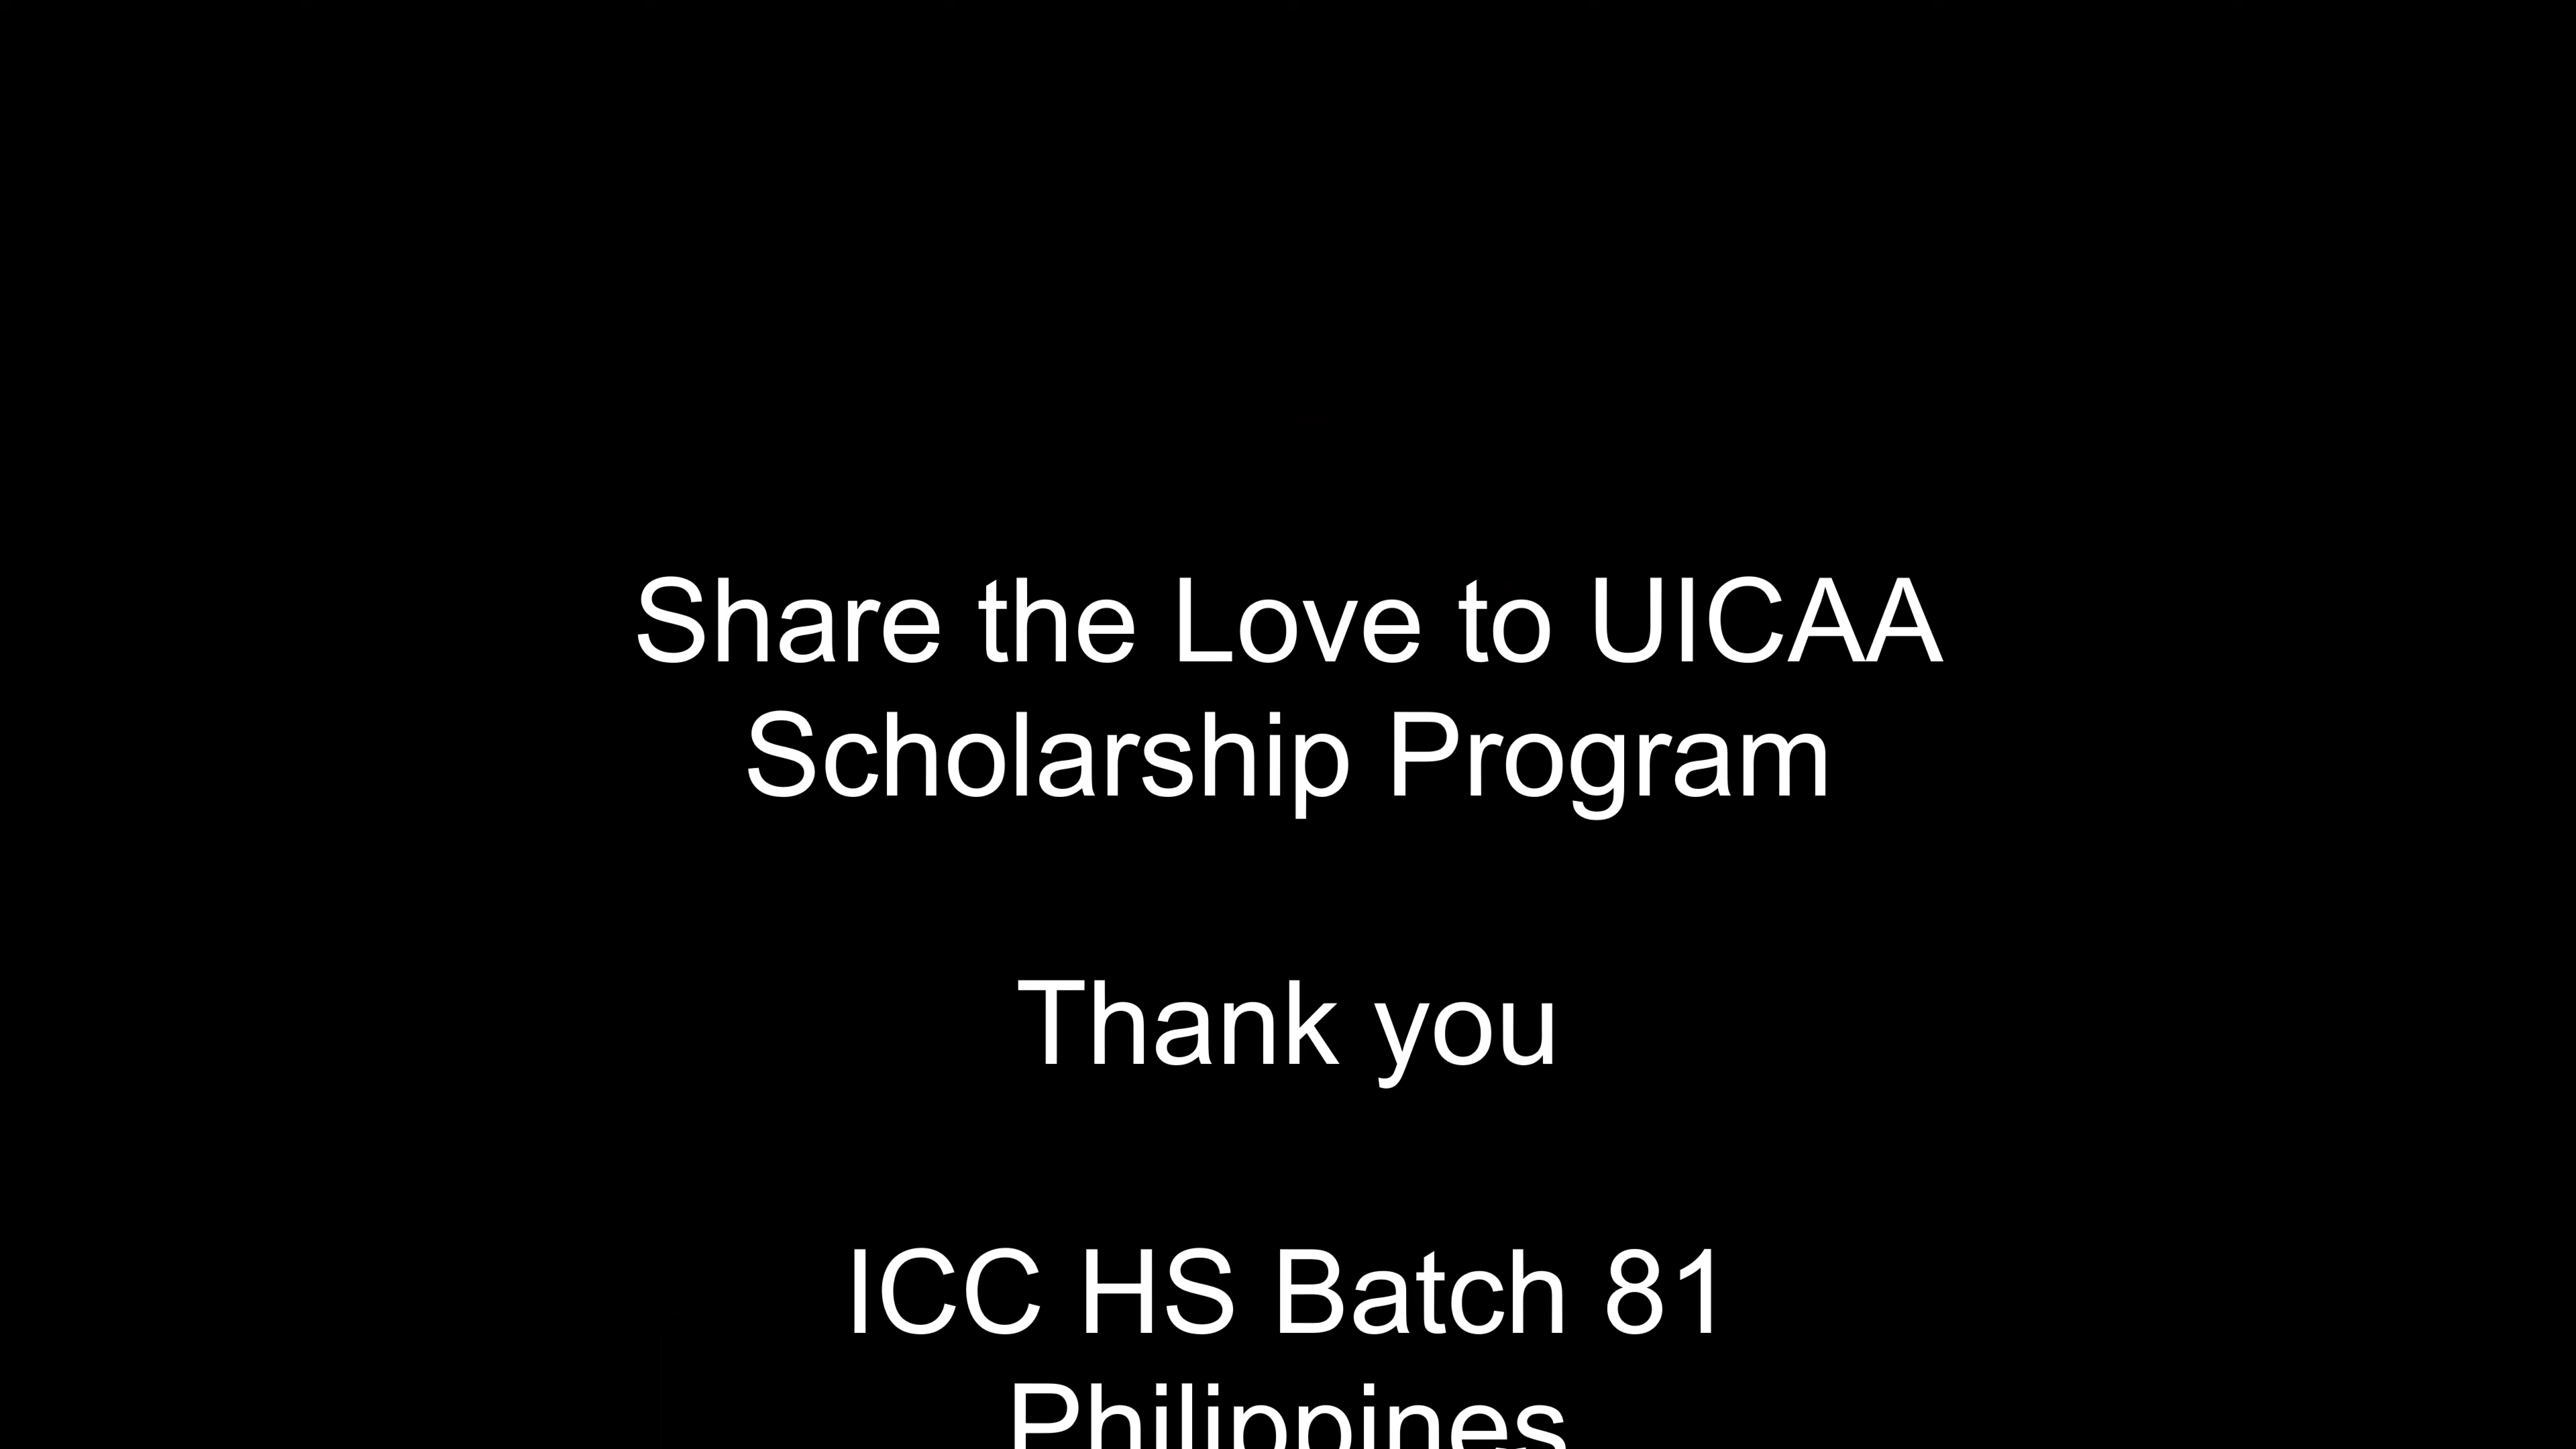 Share the Love to UICAA
Scholarship Program
Thank you
ICC HS Batch 81
Philippines